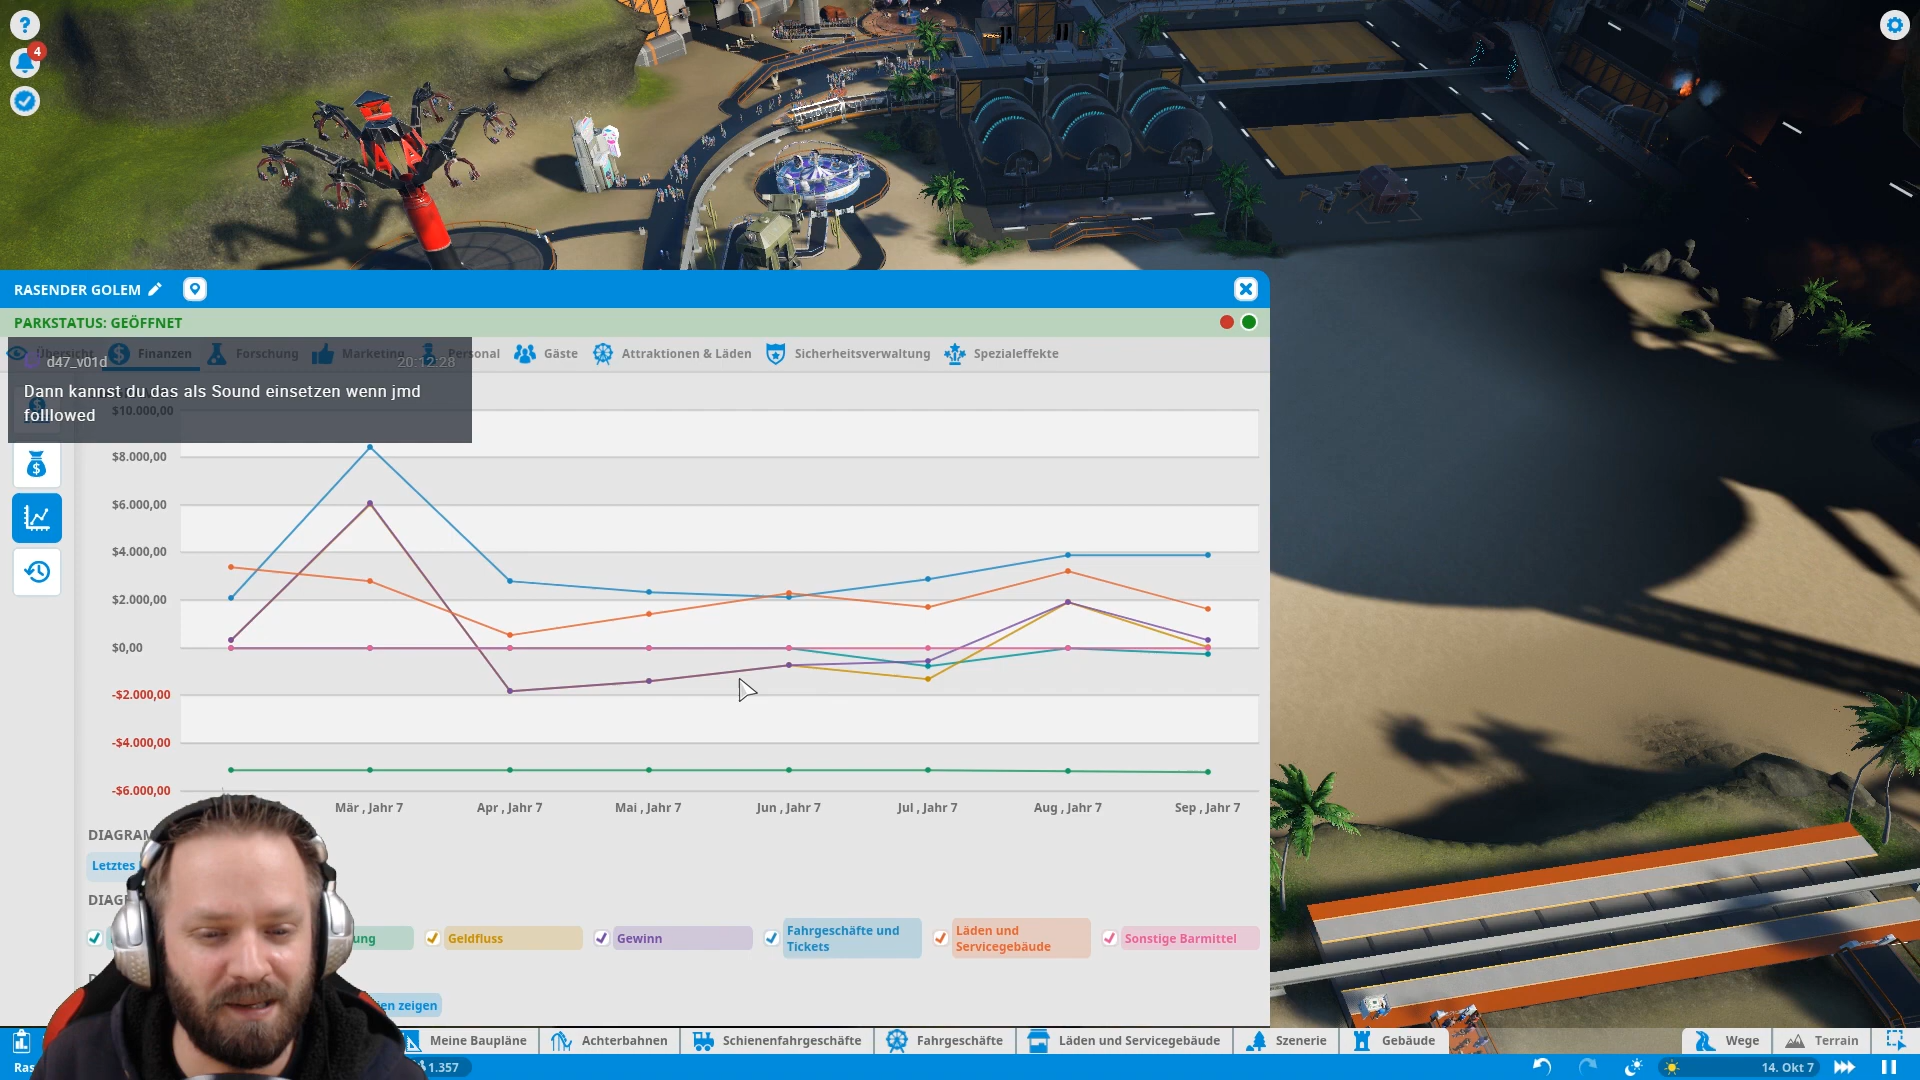 ?
4
RASENDER GOLEM
PARKSTATUS: GEÖFFNET
Übersicht
Finanzen
Forschung
Marketing
Personal
Gäste
Attraktionen & Läden
Sicherheitsverwaltung
Spezialeffekte
d47_v01d
20:12:28
Dann kannst du das als Sound einsetzen wenn jmd
folllowed
$10.000,00
$8.000,00
$6.000,00
$4.000,00
$2.000,00
$0,00
-$2.000,00
-$4.000,00
-$6.000,00
Mär , Jahr 7
Apr , Jahr 7
Mai , Jahr 7
Jun , Jahr 7
Jul , Jahr 7
Aug , Jahr 7
Sep , Jahr 7
DIAGRAM
Letztes
DIAG
ung
Geldfluss
Gewinn
Fahrgeschäfte und
Tickets
Läden und
Servicegebäude
Sonstige Barmittel
en zeigen
Meine Baupläne
Achterbahnen
Schienenfahrgeschäfte
Fahrgeschäfte
Läden und Servicegebäude
Szenerie
Gebäude
Wege
Terrain
Ras
1.357
14. Okt 7